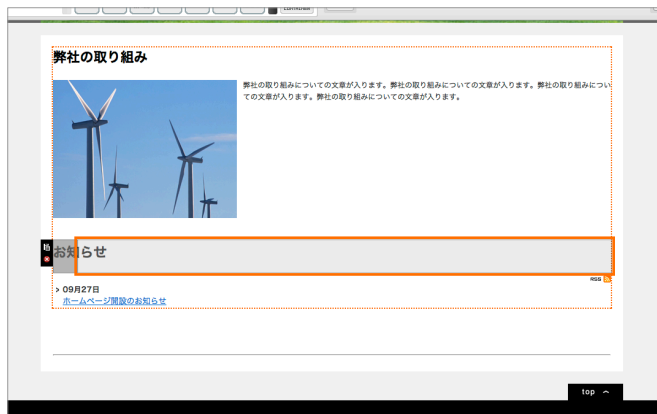 弊社の取り組み
弊社の取り組みについての文章が入ります。弊社の取り組みについての文章が入ります。弊社の取り組みについ
ての文章が入ります。弊社の取り組みについての文章が入ります。
お知らせ
RSS
› 09月27日
ホームページ開設のお知らせ
top